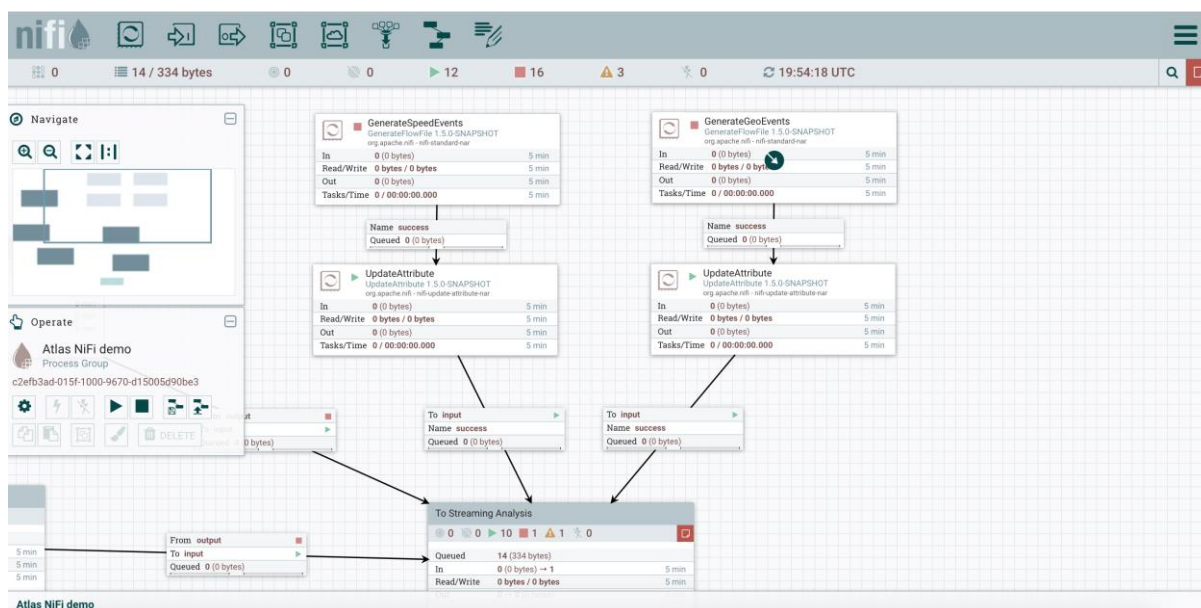 nifi
0 14 / 334 bytes 0 0 12 16 3 0 19:54:18 UTC
Navigate
Operate
Atlas NiFi demo
Process Group
c2efb3ad-015f-1000-9670-d15005d90be3
DELETE
GenerateSpeedEvents
GenerateFlowFile 1.5.0-SNAPSHOT
org.apache.nifi - nifi-standard-nar
In 0 (0 bytes) 5 min
Read/Write 0 bytes / 0 bytes 5 min
Out 0 (0 bytes) 5 min
Tasks/Time 0 / 00:00:00.000 5 min
Name success
Queued 0 (0 bytes)
UpdateAttribute
UpdateAttribute 1.5.0-SNAPSHOT
org.apache.nifi - nifi-update-attribute-nar
In 0 (0 bytes) 5 min
Read/Write 0 bytes / 0 bytes 5 min
Out 0 (0 bytes) 5 min
Tasks/Time 0 / 00:00:00.000 5 min
To input
Name success
Queued 0 (0 bytes)
GenerateGeoEvents
GenerateFlowFile 1.5.0-SNAPSHOT
org.apache.nifi - nifi-standard-nar
In 0 (0 bytes) 5 min
Read/Write 0 bytes / 0 5 min
Out 0 (0 bytes) 5 min
Tasks/Time 0 / 00:00:00.000 5 min
Name success
Queued 0 (0 bytes)
UpdateAttribute
UpdateAttribute 1.5.0-SNAPSHOT
org.apache.nifi - nifi-update-attribute-nar
In 0 (0 bytes) 5 min
Read/Write 0 bytes / 0 bytes 5 min
Out 0 (0 bytes) 5 min
Tasks/Time 0 / 00:00:00.000 5 min
To input
Name success
Queued 0 (0 bytes)
output
input
Queued 0 (0 bytes)
5 min
5 min
5 min
From output
To input
Queued 0 (0 bytes)
To Streaming Analysis
0 0 10 1 1 0
Queued 14 (334 bytes)
In 0 (0 bytes) → 1 5 min
Read/Write 0 bytes / 0 bytes 5 min
Atlas NiFi demo